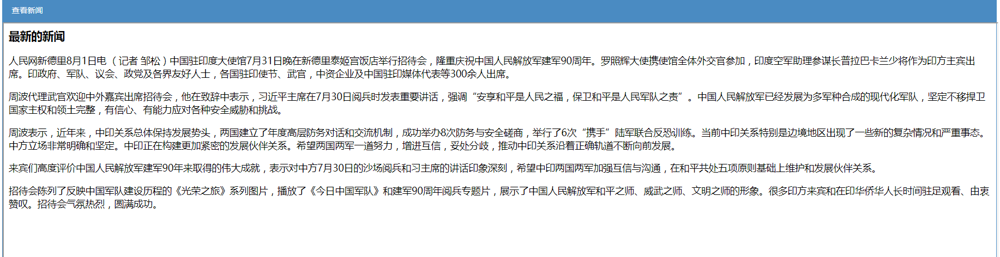 查看新闻
最新的新闻
人民网新德里8月1日电 （记者 邹松）中国驻印度大使馆7月31日晚在新德里泰姬宫饭店举行招待会，隆重庆祝中国人民解放军建军90周年。罗照辉大使携使馆全体外交官参加，印度空军助理参谋长普拉巴卡兰少将作为印方主宾出
席。印政府、军队、议会、政党及各界友好人士，各国驻印使节、武官，中资企业及中国驻印媒体代表等300余人出席。
周波代理武官欢迎中外嘉宾出席招待会，他在致辞中表示，习近平主席在7月30日阅兵时发表重要讲话，强调“安享和平是人民之福，保卫和平是人民军队之责”。中国人民解放军已经发展为多军种合成的现代化军队，坚定不移捍卫
国家主权和领土完整，有信心、有能力应对各种安全威胁和挑战。
周波表示，近年来，中印关系总体保持发展势头，两国建立了年度高层防务对话和交流机制，成功举办8次防务与安全磋商，举行了6次“携手”陆军联合反恐训练。当前中印关系特别是边境地区出现了一些新的复杂情况和严重事态。
中方立场非常明确和坚定。中印正在构建更加紧密的发展伙伴关系。希望两国两军一道努力，增进互信，妥处分歧，推动中印关系沿着正确轨道不断向前发展。
来宾们高度评价中国人民解放军建军90年来取得的伟大成就，表示对中方7月30日的沙场阅兵和习主席的讲话印象深刻，希望中印两国两军加强互信与沟通，在和平共处五项原则基础上维护和发展伙伴关系。
招待会陈列了反映中国军队建设历程的《光荣之旅》系列图片，播放了《今日中国军队》和建军90周年阅兵专题片，展示了中国人民解放军和平之师、威武之师、文明之师的形象。很多印方来宾和在印华侨华人长时间驻足观看、由衷
赞叹。招待会气氛热烈，圆满成功。